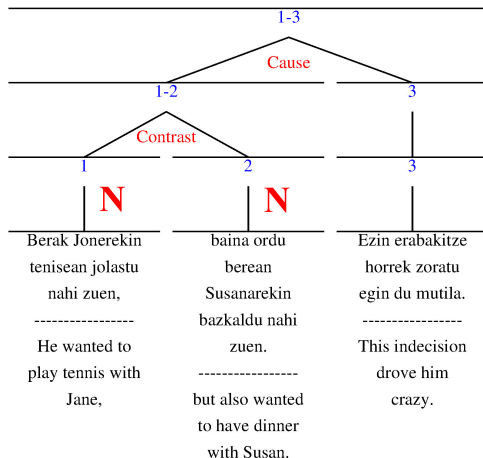 1-3
Cause
1-2
3
Contrast
1
2
3
N
N
Berak Jonerekin
tenisean jolastu
nahi zuen,
-----------------
He wanted to
play tennis with
Jane,
baina ordu
berean
Susanarekin
bazkaldu nahi
zuen.
-----------------
but also wanted
to have dinner
with Susan.
Ezin erabakitze
horrek zoratu
egin du mutila.
-----------------
This indecision
drove him
crazy.